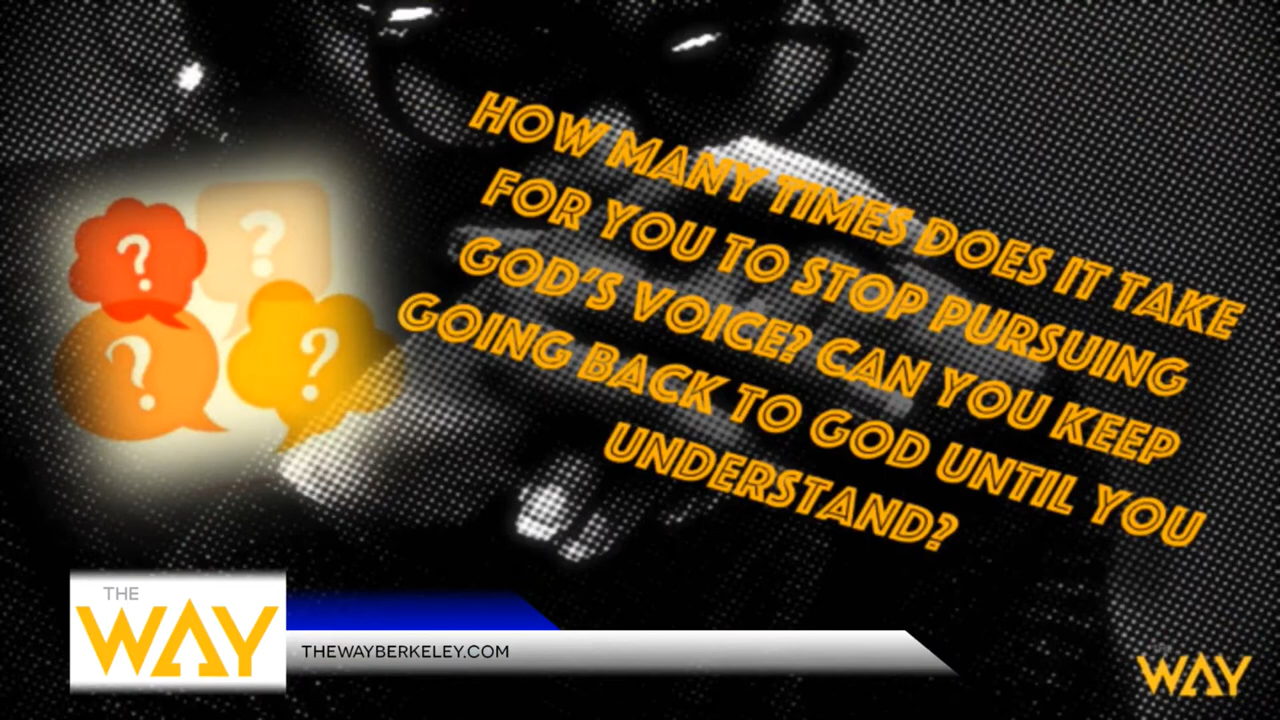 HOW MANY TIMES DOES IT TAKE
FOR YOU TO STOP PURSUING
GOD'S VOICE? CAN YOU KEEP
GOING BACK TO GOD UNTIL YOU
UNDERSTAND?
?
?
?
?
THE
WAY
THEWAYBERKELEY.COM
WAY